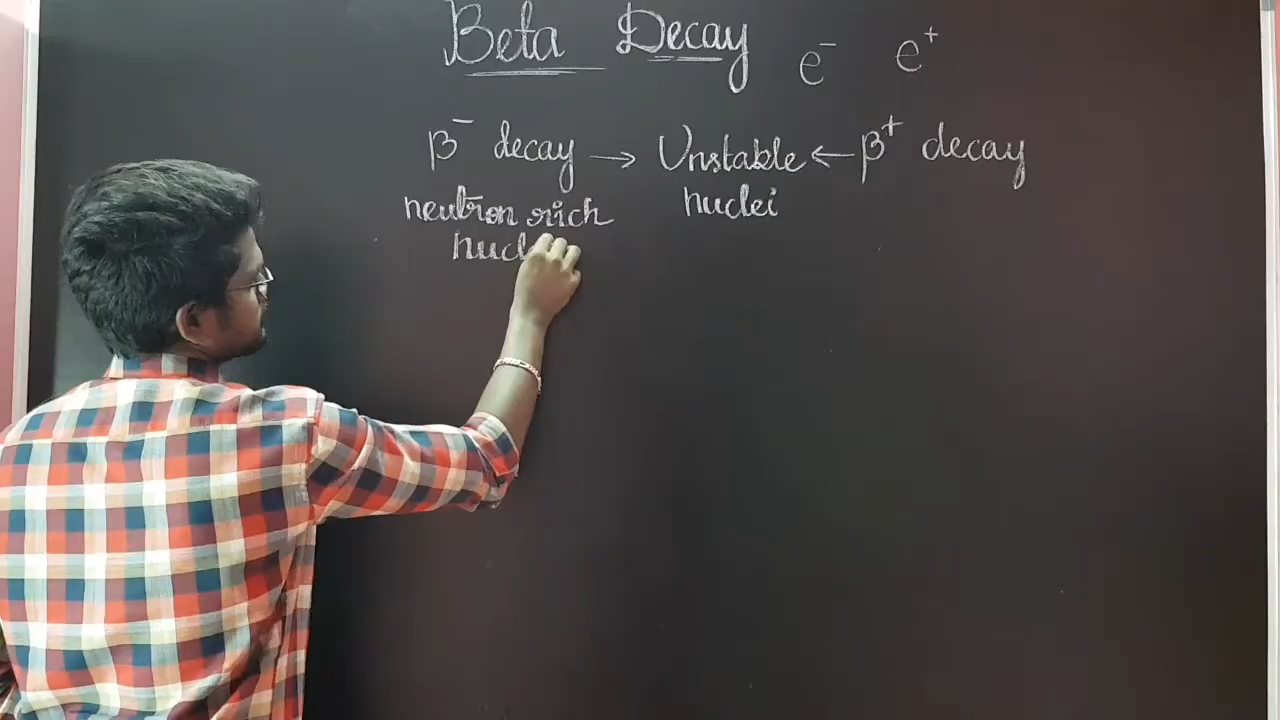 Beta Decay e⁻ e⁺
β⁻ decay → Unstable ← β⁺ decay
nuclei
neutron rich